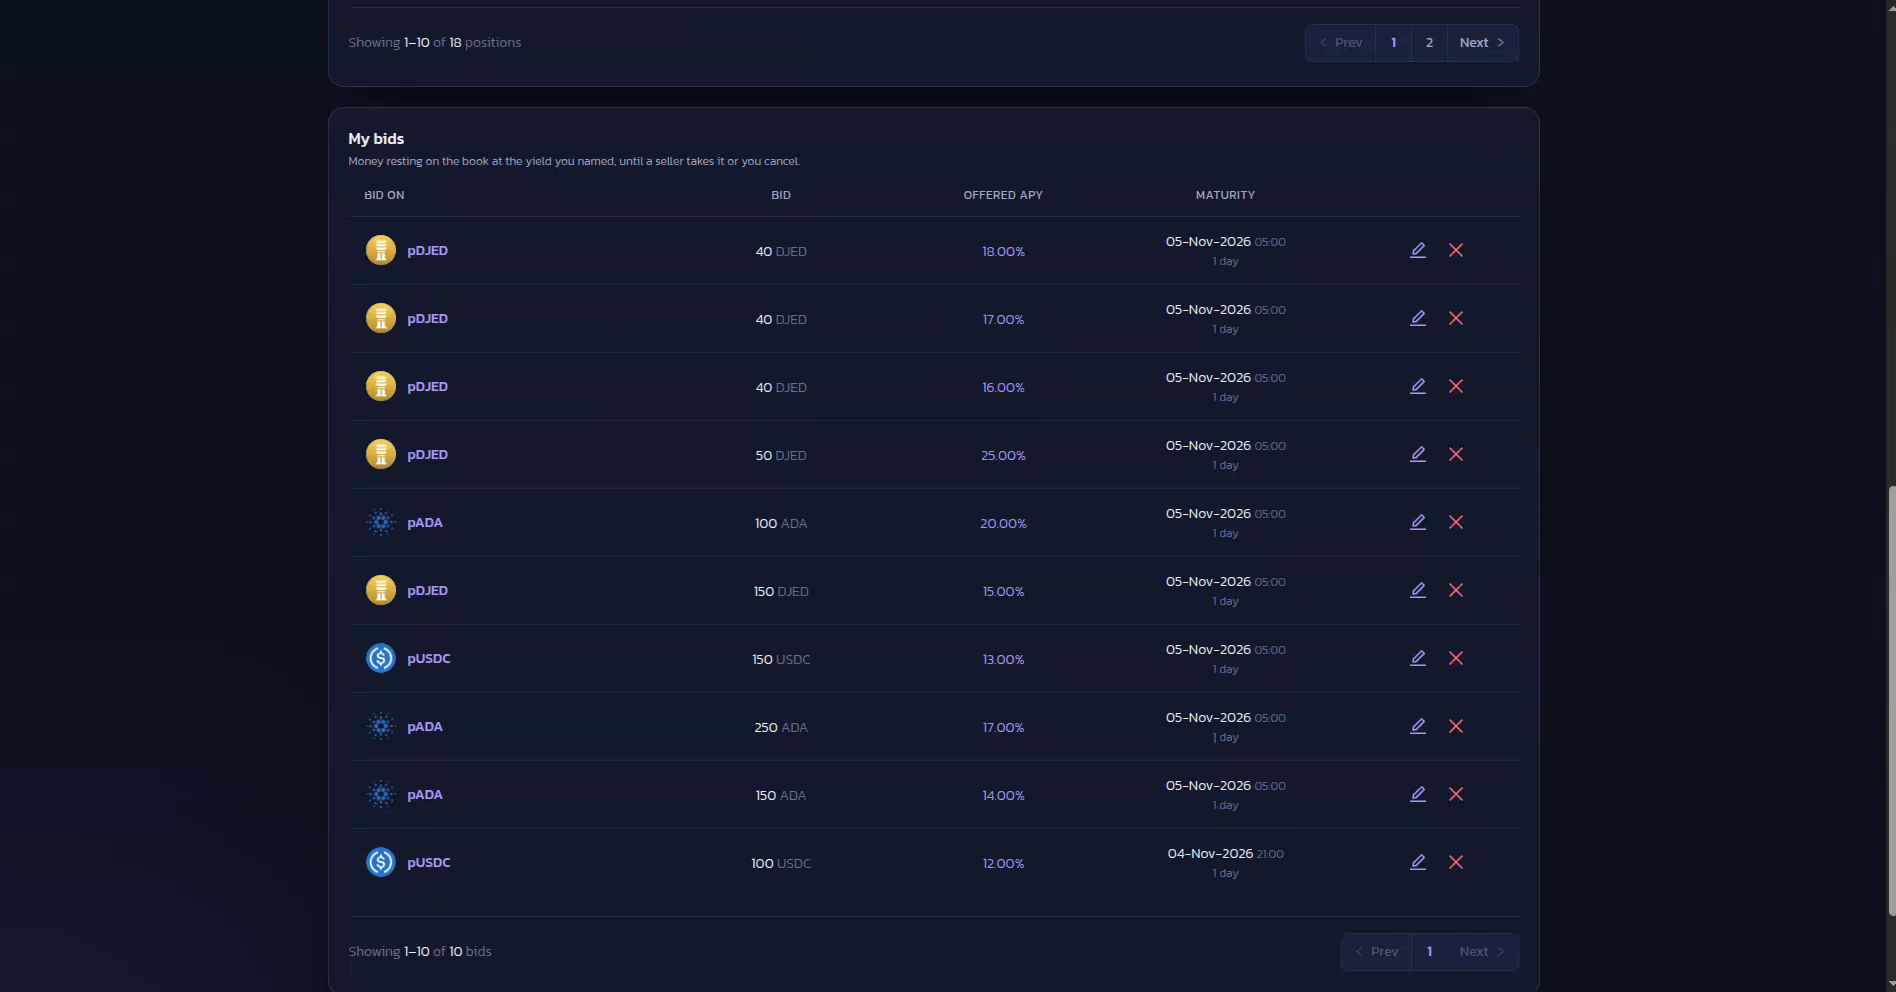 Showing 1–10 of 18 positions
< Prev 1 2 Next >
My bids
Money resting on the book at the yield you named, until a seller takes it or you cancel.
BID ON BID OFFERED APY MATURITY
pDJED 40 DJED 18.00% 05-Nov-2026 05:00
1 day
pDJED 40 DJED 17.00% 05-Nov-2026 05:00
1 day
pDJED 40 DJED 16.00% 05-Nov-2026 05:00
1 day
pDJED 50 DJED 25.00% 05-Nov-2026 05:00
1 day
pADA 100 ADA 20.00% 05-Nov-2026 05:00
1 day
pDJED 150 DJED 15.00% 05-Nov-2026 05:00
1 day
pUSDC 150 USDC 13.00% 05-Nov-2026 05:00
1 day
pADA 250 ADA 17.00% 05-Nov-2026 05:00
1 day
pADA 150 ADA 14.00% 05-Nov-2026 05:00
1 day
pUSDC 100 USDC 12.00% 04-Nov-2026 21:00
1 day
Showing 1–10 of 10 bids
< Prev 1 Next >